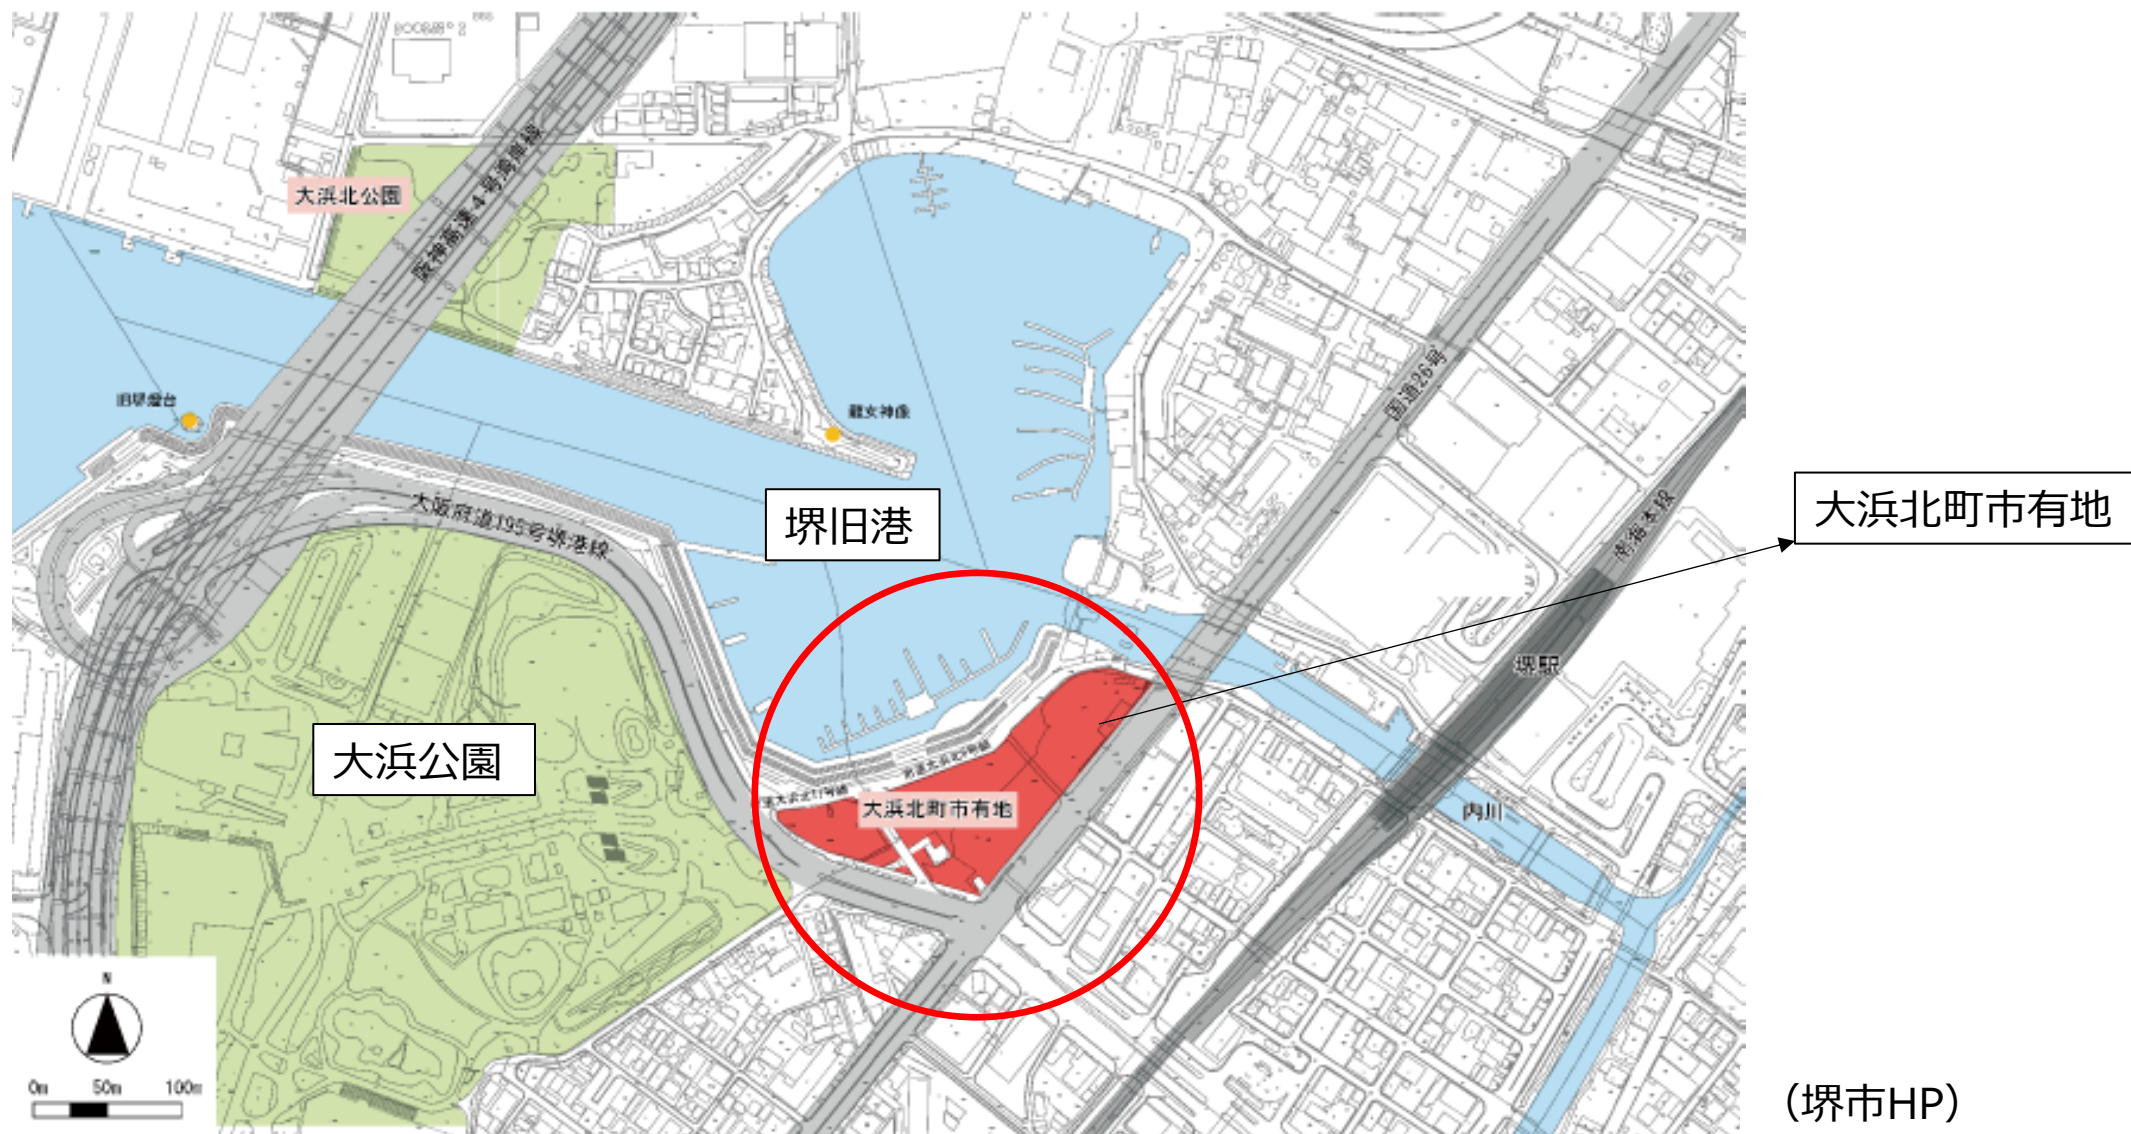 大浜北公園
阪神高速4号湾岸線
旧堺燈台
龍女神像
国道26号
大阪府道195号堺港線
堺旧港
大浜北町市有地
南海本線
堺駅
大浜公園
大浜北町市有地
内川
N
0m 50m 100m
(堺市HP)